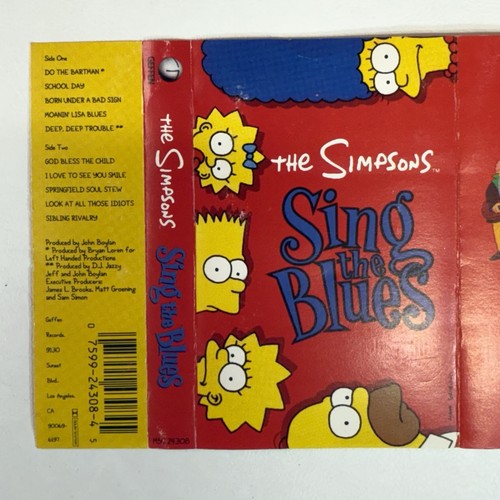 Side One
DO THE BARTMAN *
SCHOOL DAY
BORN UNDER A BAD SIGN
MOANIN' LISA BLUES
DEEP, DEEP TROUBLE **
Side Two
GOD BLESS THE CHILD
I LOVE TO SEE YOU SMILE
SPRINGFIELD SOUL STEW
LOOK AT ALL THOSE IDIOTS
SIBLING RIVALRY
Produced by John Boylan
* Produced by Bryan Loren for
Left Handed Productions
** Produced by D.J. Jazzy
Jeff and John Boylan
Executive Producers:
James L. Brooks, Matt Groening
and Sam Simon
Geffen
Records
9130
Sunset
Blvd.
Los Angeles
CA
90069-
6197
0 7599-24308-4 5
GEFFEN
THE SIMPSONS
Sing the Blues
M5G 24308
THE SIMPSONS™
Sing
the
Blues